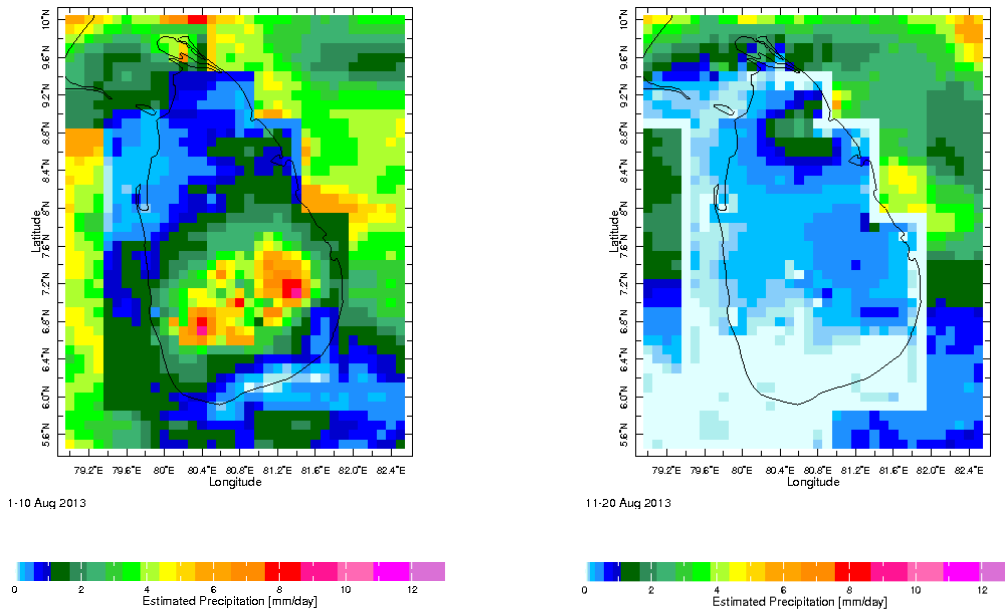 10°N
9.6°N
9.2°N
8.8°N
8.4°N
8°N
7.6°N
7.2°N
6.8°N
6.4°N
6.0°N
5.6°N
Latitude
79.2°E 79.6°E 80°E 80.4°E 80.8°E 81.2°E 81.6°E 82.0°E 82.4°E
Longitude
1-10 Aug 2013
0 2 4 6 8 10 12
Estimated Precipitation [mm/day]
10°N
9.6°N
9.2°N
8.8°N
8.4°N
8°N
7.6°N
7.2°N
6.8°N
6.4°N
6.0°N
5.6°N
Latitude
79.2°E 79.6°E 80°E 80.4°E 80.8°E 81.2°E 81.6°E 82.0°E 82.4°E
Longitude
11-20 Aug 2013
0 2 4 6 8 10 12
Estimated Precipitation [mm/day]